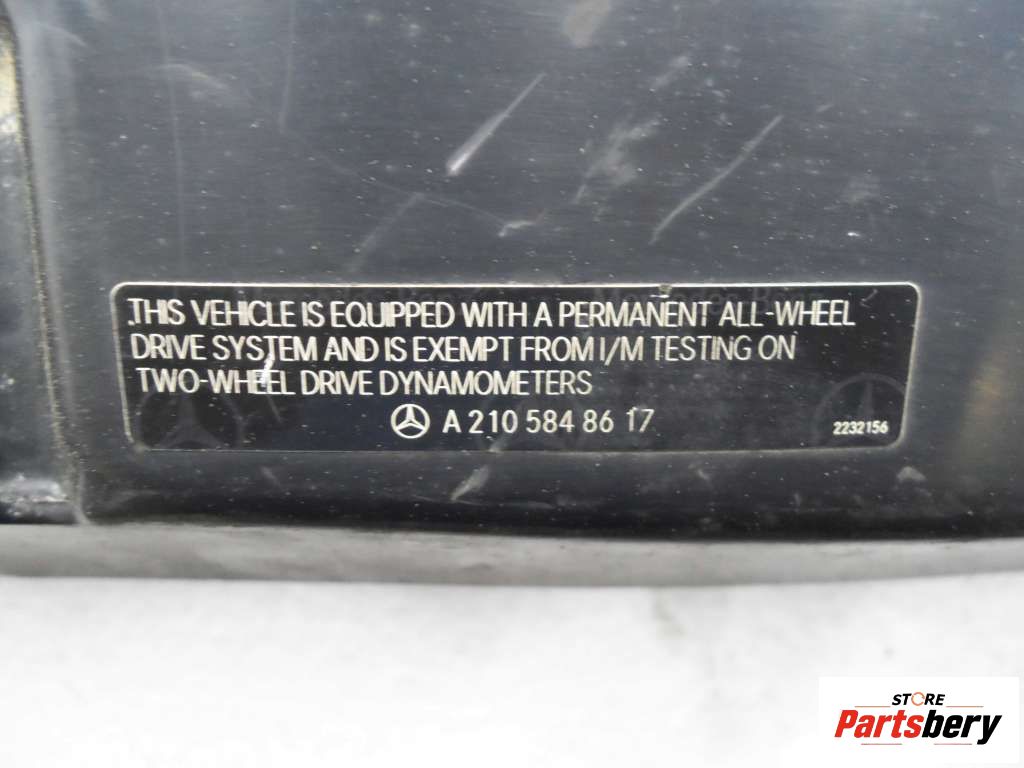 THIS VEHICLE IS EQUIPPED WITH A PERMANENT ALL-WHEEL
DRIVE SYSTEM AND IS EXEMPT FROM I/M TESTING ON
TWO-WHEEL DRIVE DYNAMOMETERS
A 210 584 86 17
2232156
STORE
Partsbery